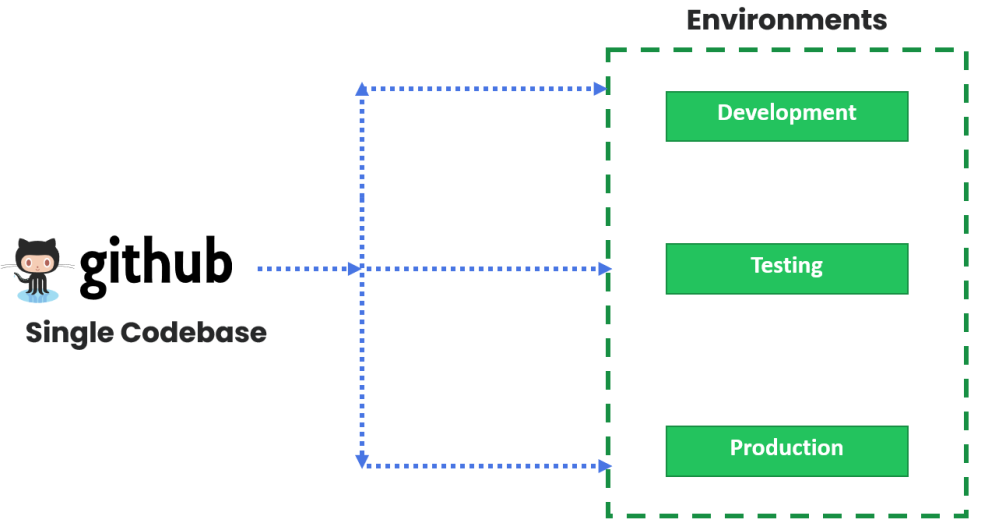 Environments
Development
github
Testing
Single Codebase
Production